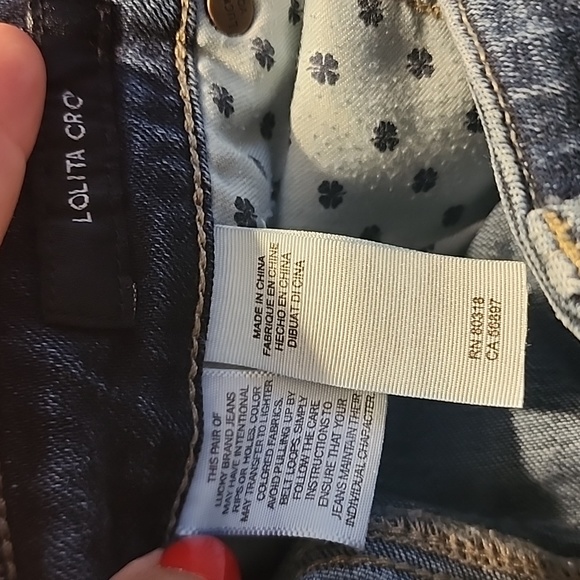 LOLITA CRO
MADE IN CHINA
FABRIQUE EN CHINE
HECHO EN CHINA
DIBUAT DI CINA
RN 80318
CA 56897
THIS PAIR OF
LUCKY BRAND JEANS
MAY HAVE INTENTIONAL
RIPS OR HOLES. COLOR
MAY TRANSFER TO LIGHTER
COLORED FABRICS
AVOID PULLING UP BY
BELT LOOPS. SIMPLY
FOLLOW THE CARE
INSTRUCTIONS TO
ENSURE THAT YOUR
JEANS MAINTAIN THEIR
INDIVIDUAL CHARACTER